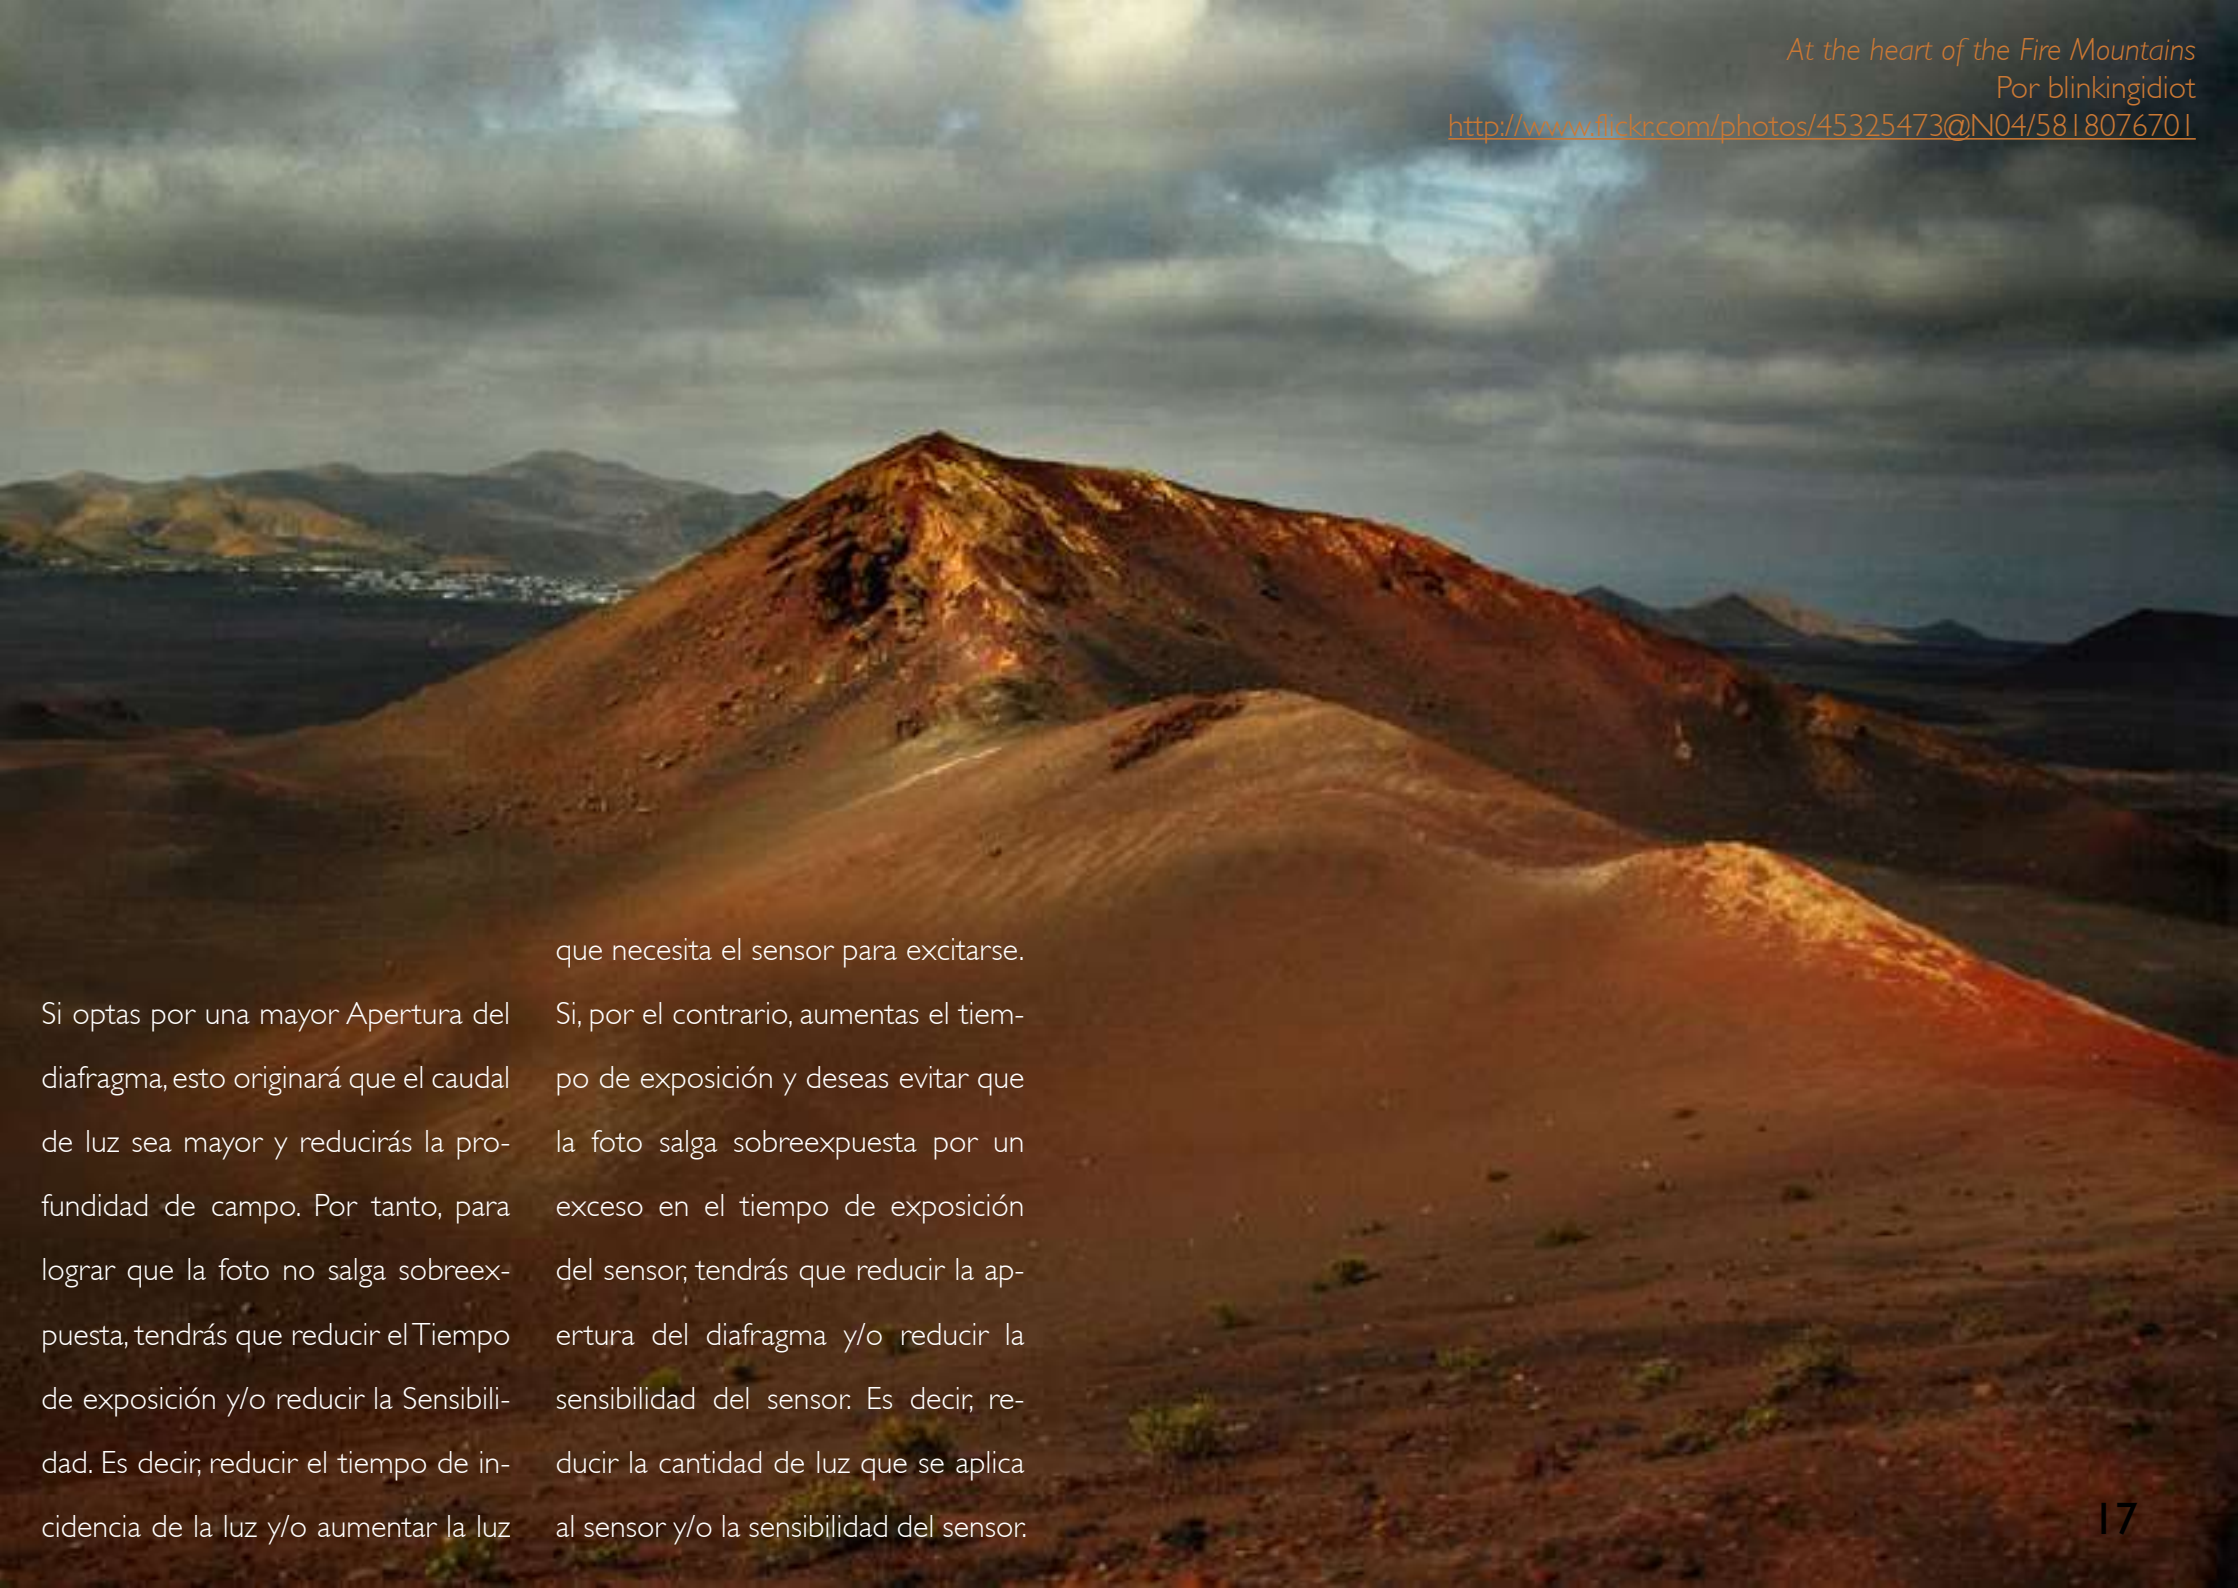 At the heart of the Fire Mountains
Por blinkingidiot
http://www.flickr.com/photos/45325473@N04/5818076701
Si optas por una mayor Apertura del
diafragma, esto originará que el caudal
de luz sea mayor y reducirás la pro-
fundidad de campo. Por tanto, para
lograr que la foto no salga sobreex-
puesta, tendrás que reducir el Tiempo
de exposición y/o reducir la Sensibili-
dad. Es decir, reducir el tiempo de in-
cidencia de la luz y/o aumentar la luz
que necesita el sensor para excitarse.
Si, por el contrario, aumentas el tiem-
po de exposición y deseas evitar que
la foto salga sobreexpuesta por un
exceso en el tiempo de exposición
del sensor, tendrás que reducir la ap-
ertura del diafragma y/o reducir la
sensibilidad del sensor. Es decir, re-
ducir la cantidad de luz que se aplica
al sensor y/o la sensibilidad del sensor.
17